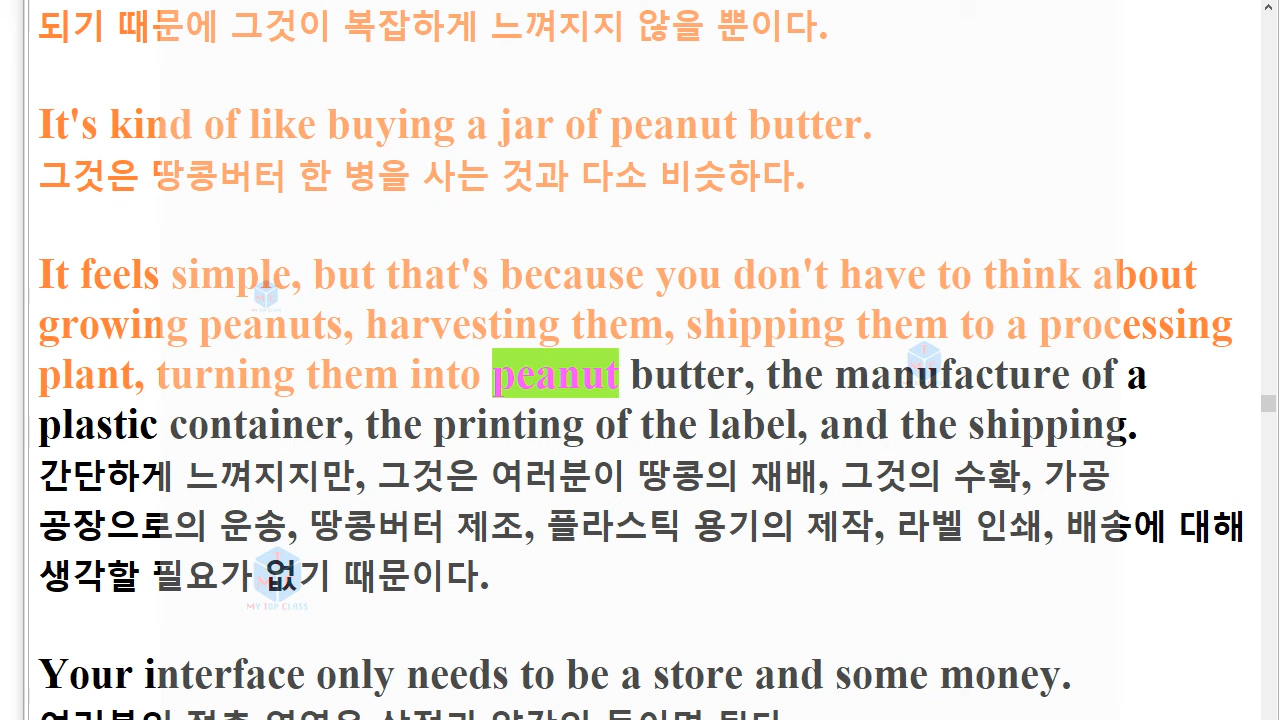 되기 때문에 그것이 복잡하게 느껴지지 않을 뿐이다.
It's kind of like buying a jar of peanut butter.
그것은 땅콩버터 한 병을 사는 것과 다소 비슷하다.
It feels simple, but that's because you don't have to think about
growing peanuts, harvesting them, shipping them to a processing
plant, turning them into peanut butter, the manufacture of a
plastic container, the printing of the label, and the shipping.
간단하게 느껴지지만, 그것은 여러분이 땅콩의 재배, 그것의 수확, 가공
공장으로의 운송, 땅콩버터 제조, 플라스틱 용기의 제작, 라벨 인쇄, 배송에 대해
생각할 필요가 없기 때문이다.
MY TOP CLASS
Your interface only needs to be a store and some money.